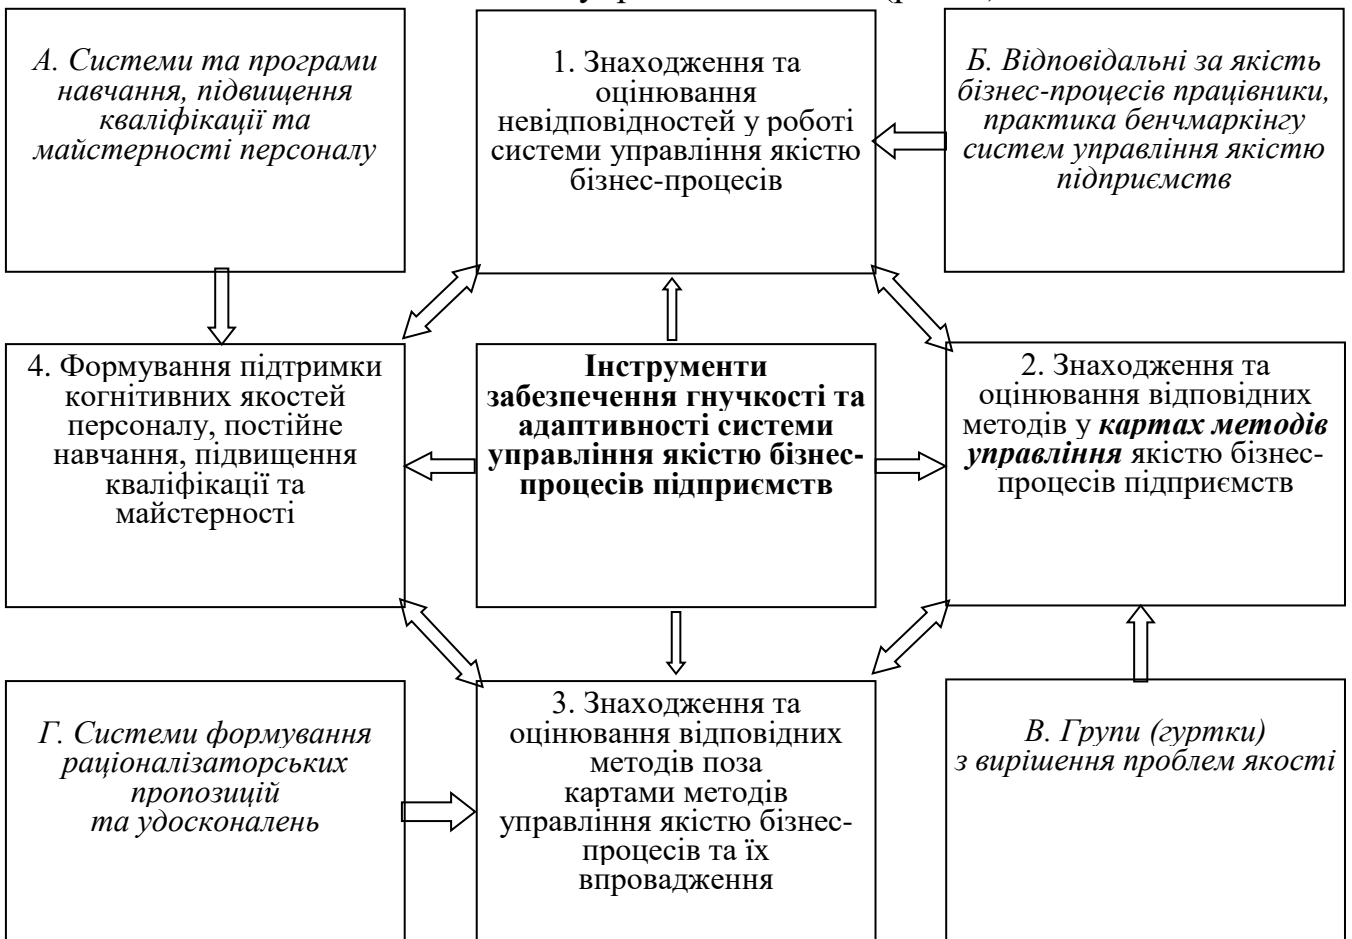 А. Системи та програми
навчання, підвищення
кваліфікації та
майстерності персоналу
1. Знаходження та
оцінювання
невідповідностей у роботі
системи управління якістю
бізнес-процесів
Б. Відповідальні за якість
бізнес-процесів працівники,
практика бенчмаркінгу
систем управління якістю
підприємств
4. Формування підтримки
когнітивних якостей
персоналу, постійне
навчання, підвищення
кваліфікації та
майстерності
Інструменти
забезпечення гнучкості та
адаптивності системи
управління якістю бізнес-
процесів підприємств
2. Знаходження та
оцінювання відповідних
методів у картах методів
управління якістю бізнес-
процесів підприємств
Г. Системи формування
раціоналізаторських
пропозицій
та удосконалень
3. Знаходження та
оцінювання відповідних
методів поза
картами методів
управління якістю бізнес-
процесів та їх
впровадження
В. Групи (гуртки)
з вирішення проблем якості